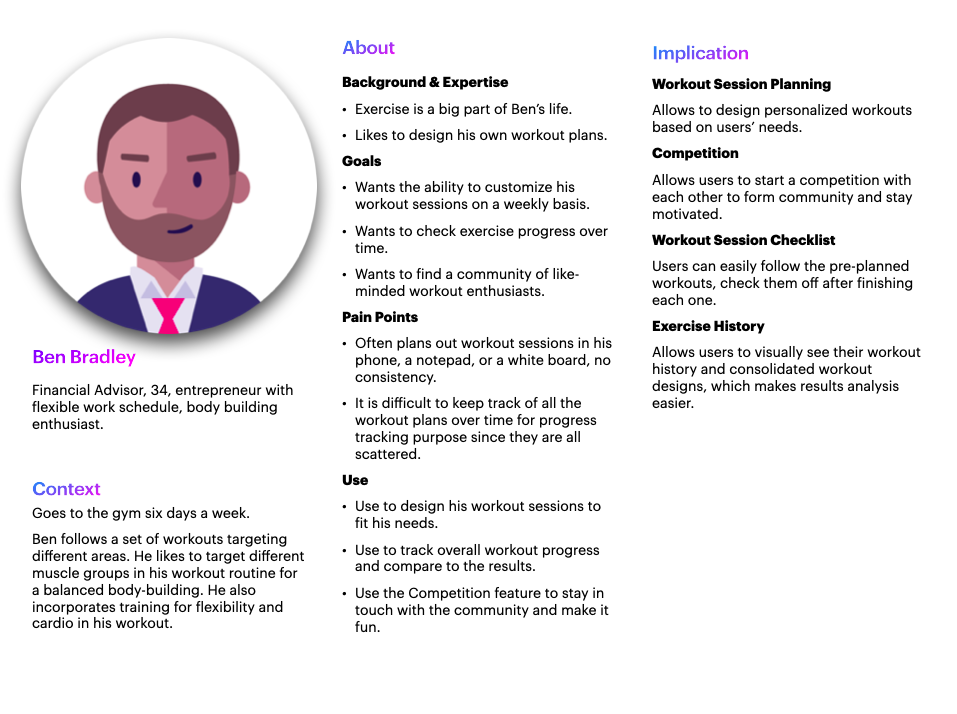 Ben Bradley
Financial Advisor, 34, entrepreneur with
flexible work schedule, body building
enthusiast.
Context
Goes to the gym six days a week.
Ben follows a set of workouts targeting
different areas. He likes to target different
muscle groups in his workout routine for
a balanced body-building. He also
incorporates training for flexibility and
cardio in his workout.
About
Background & Expertise
• Exercise is a big part of Ben’s life.
• Likes to design his own workout plans.
Goals
• Wants the ability to customize his
workout sessions on a weekly basis.
• Wants to check exercise progress over
time.
• Wants to find a community of like-
minded workout enthusiasts.
Pain Points
• Often plans out workout sessions in his
phone, a notepad, or a white board, no
consistency.
• It is difficult to keep track of all the
workout plans over time for progress
tracking purpose since they are all
scattered.
Use
• Use to design his workout sessions to
fit his needs.
• Use to track overall workout progress
and compare to the results.
• Use the Competition feature to stay in
touch with the community and make it
fun.
Implication
Workout Session Planning
Allows to design personalized workouts
based on users’ needs.
Competition
Allows users to start a competition with
each other to form community and stay
motivated.
Workout Session Checklist
Users can easily follow the pre-planned
workouts, check them off after finishing
each one.
Exercise History
Allows users to visually see their workout
history and consolidated workout
designs, which makes results analysis
easier.